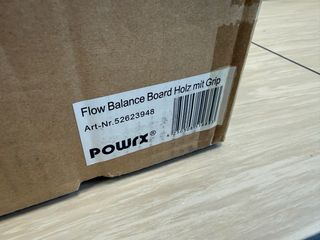 Flow Balance Board Holz mit Grip
Art-Nr.52623948
POWRX®